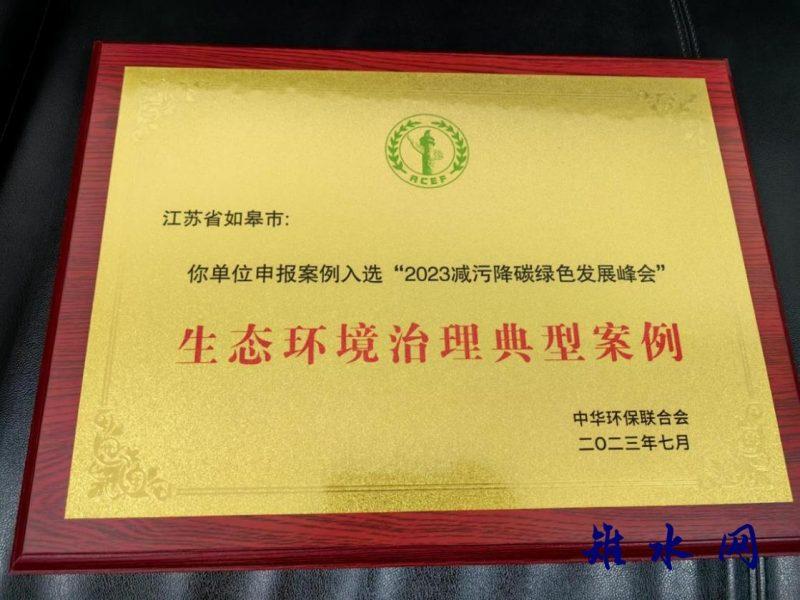 ACEF
江苏省如皋市:
你单位申报案例入选“2023减污降碳绿色发展峰会”
生态环境治理典型案例
中华环保联合会
二〇二三年七月
雉水网